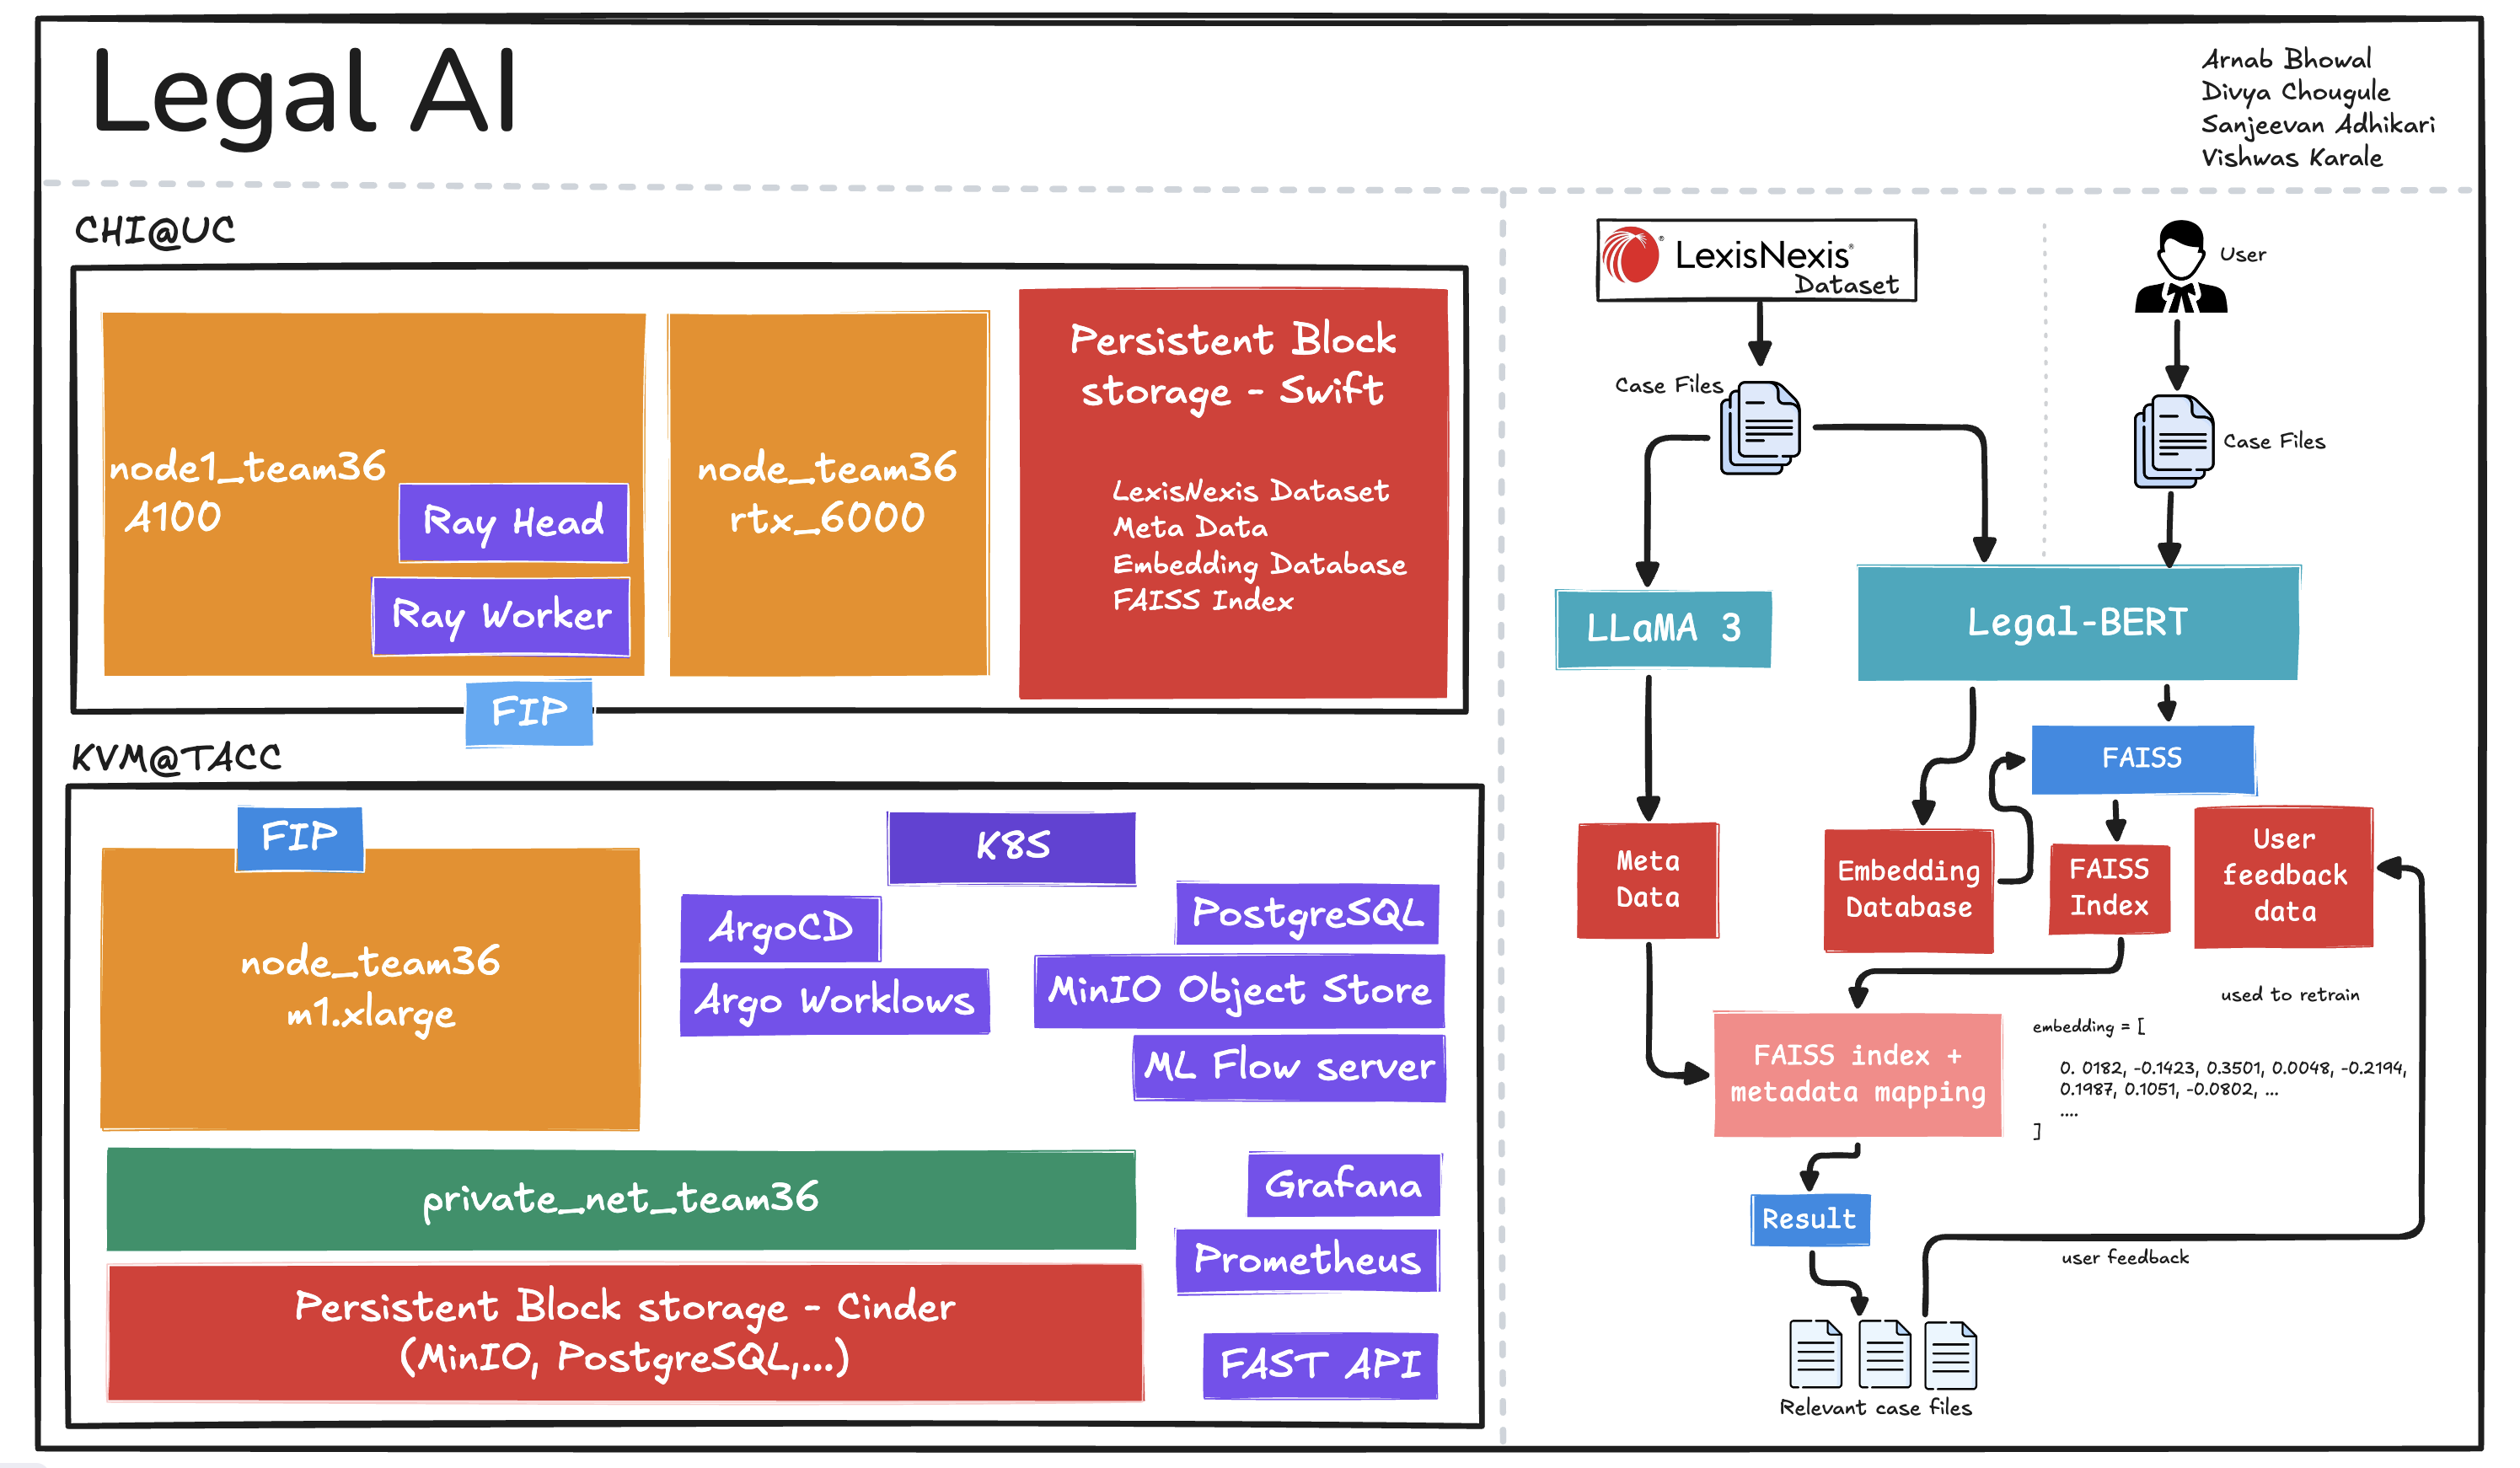 Legal AI
Arnab Bhowal
Divya Chougule
Sanjeevan Adhikari
Vishwas Karale
CHI@UC
node1_team36
A100
Ray Head
Ray Worker
node_team36
rtx_6000
Persistent Block
storage - Swift
LexisNexis Dataset
Meta Data
Embedding Database
FAISS Index
FIP
KVM@TACC
FIP
node_team36
m1.xlarge
K8S
ArgoCD
Argo Worklows
PostgreSQL
MinIO Object Store
ML Flow server
private_net_team36
Grafana
Prometheus
FAST API
Persistent Block storage - Cinder
(MinIO, PostgreSQL,...)
LexisNexis®
Dataset
User
Case Files
Case Files
LLaMA 3
Legal-BERT
FAISS
Meta
Data
Embedding
Database
FAISS
Index
User
feedback
data
used to retrain
FAISS index +
metadata mapping
embedding = [
0. 0182, -0.1423, 0.3501, 0.0048, -0.2194,
0.1987, 0.1051, -0.0802, ...
....
]
Result
user feedback
Relevant case files